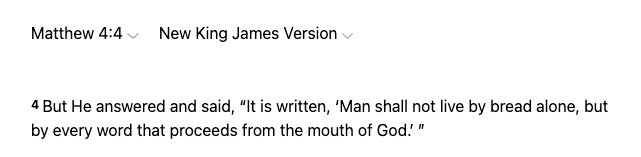 Matthew 4:4 New King James Version
4 But He answered and said, “It is written, ‘Man shall not live by bread alone, but
by every word that proceeds from the mouth of God.’ ”